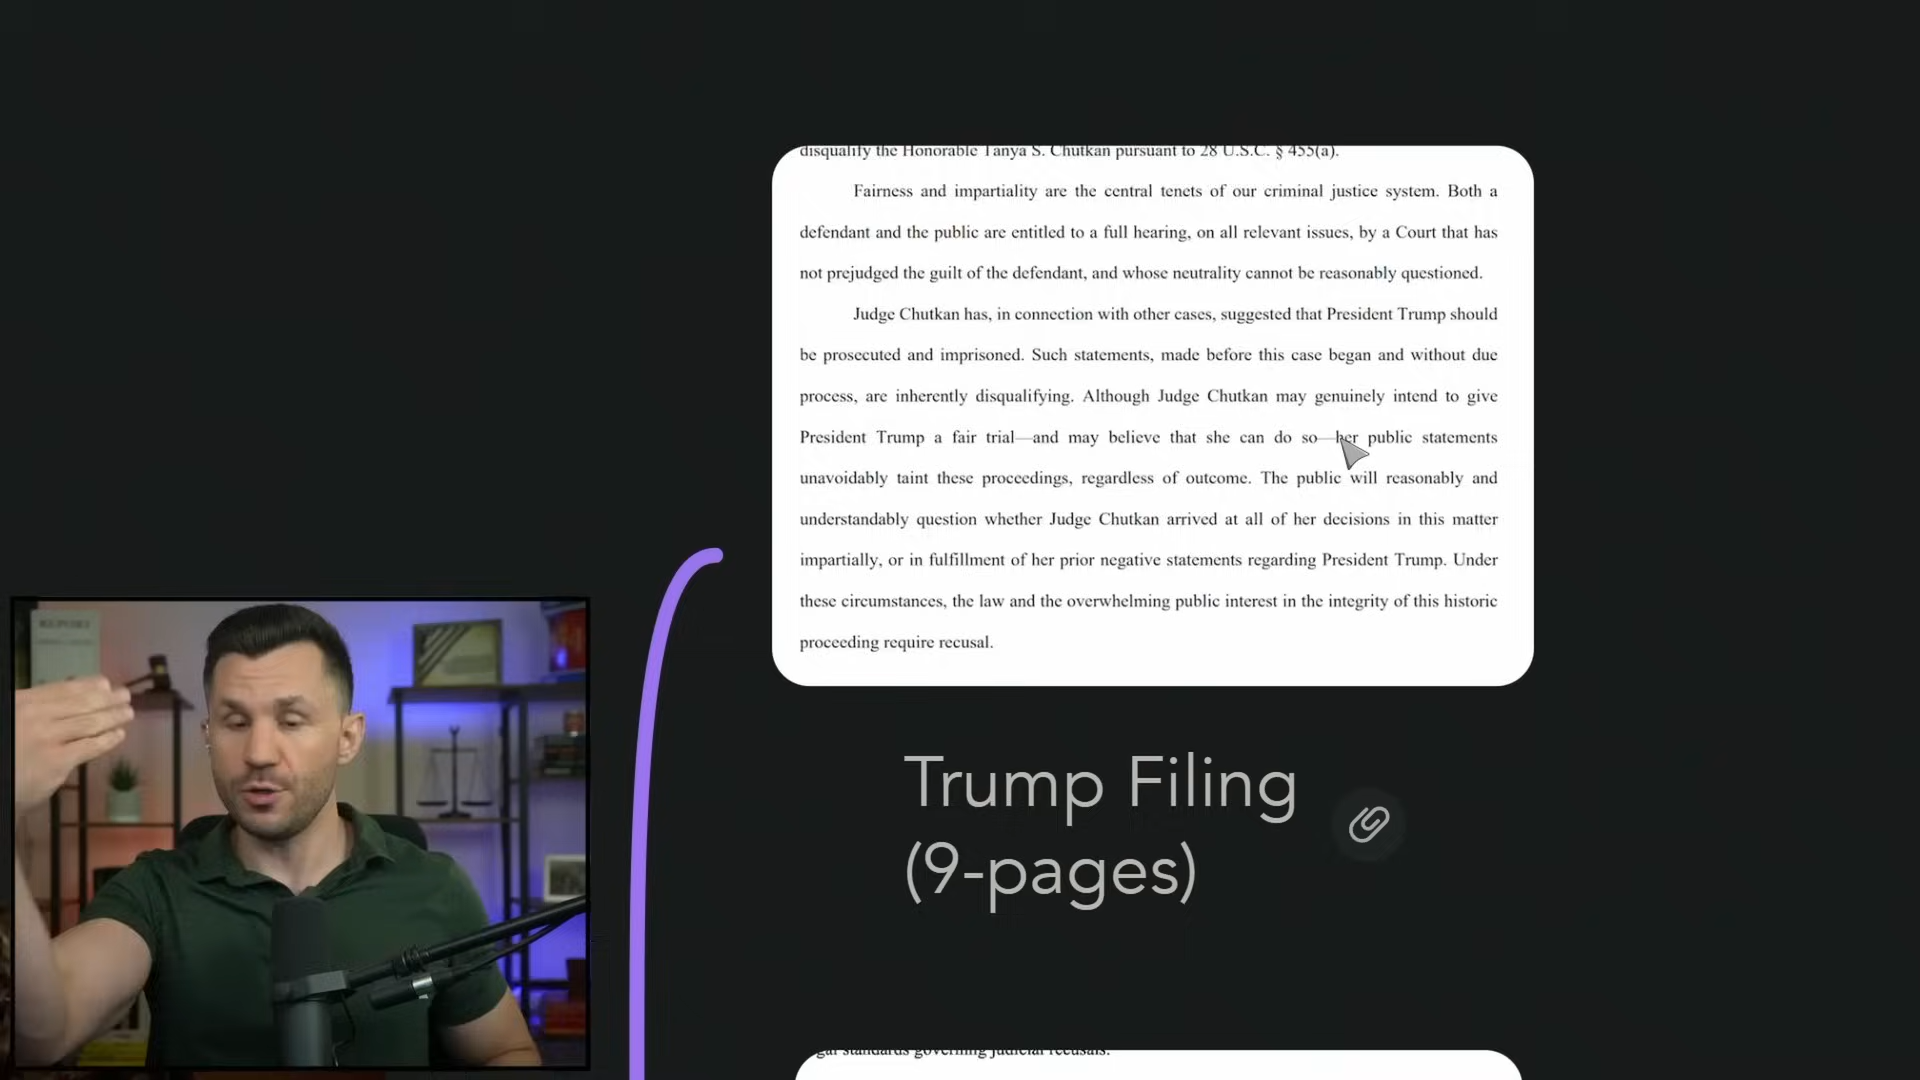 disqualify the Honorable Tanya S. Chutkan pursuant to 28 U.S.C. § 455(a).
Fairness and impartiality are the central tenets of our criminal justice system. Both a
defendant and the public are entitled to a full hearing, on all relevant issues, by a Court that has
not prejudged the guilt of the defendant, and whose neutrality cannot be reasonably questioned.
Judge Chutkan has, in connection with other cases, suggested that President Trump should
be prosecuted and imprisoned. Such statements, made before this case began and without due
process, are inherently disqualifying. Although Judge Chutkan may genuinely intend to give
President Trump a fair trial—and may believe that she can do so—her public statements
unavoidably taint these proceedings, regardless of outcome. The public will reasonably and
understandably question whether Judge Chutkan arrived at all of her decisions in this matter
impartially, or in fulfillment of her prior negative statements regarding President Trump. Under
these circumstances, the law and the overwhelming public interest in the integrity of this historic
proceeding require recusal.
REPORT
Trump Filing
(9-pages)
standards governing judicial recusals.